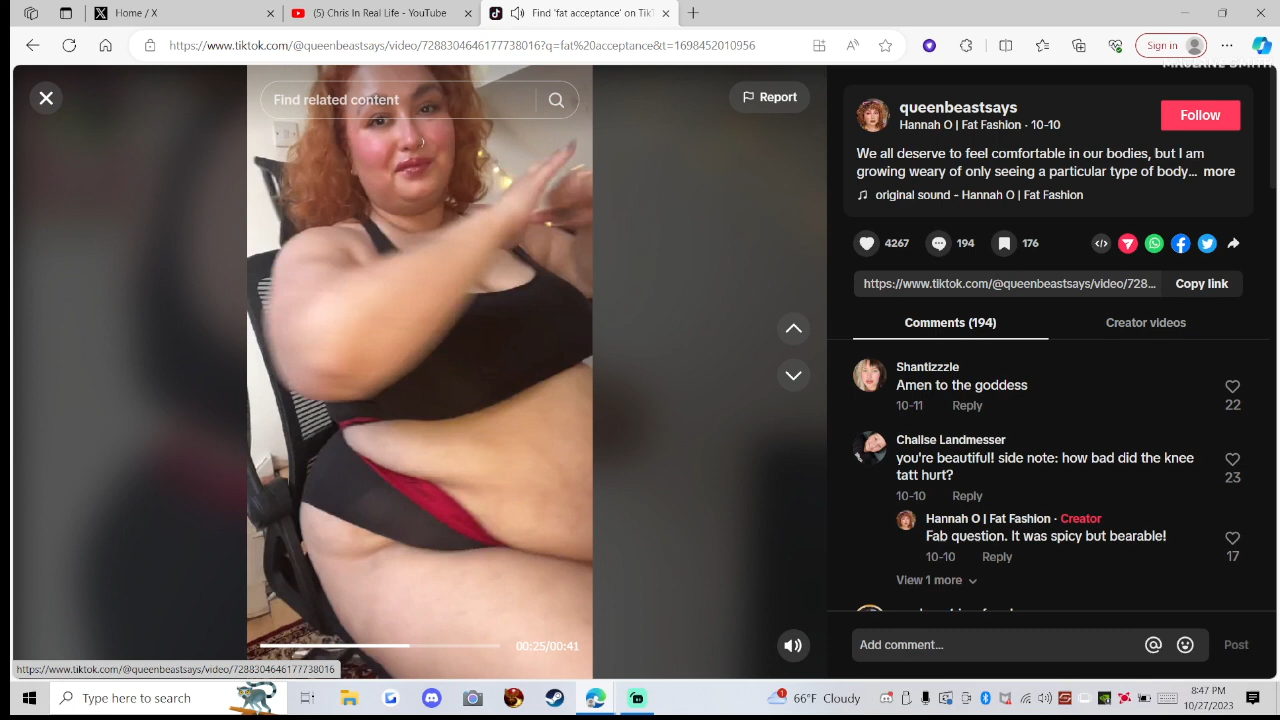 Home / X
(5) Chris In Real Life - YouTube
Find 'fat acceptance' on TikT
https://www.tiktok.com/@queenbeastsays/video/7288304646177738016?q=fat%20acceptance&t=1698452010956
Sign in
Find related content
Report
queenbeastsays
Hannah O | Fat Fashion · 10-10
Follow
We all deserve to feel comfortable in our bodies, but I am
growing weary of only seeing a particular type of body... more
original sound - Hannah O | Fat Fashion
4267
194
176
https://www.tiktok.com/@queenbeastsays/video/728...
Copy link
Comments (194)
Creator videos
Shantizzzle
Amen to the goddess
10-11 Reply
22
Chalise Landmesser
you're beautiful! side note: how bad did the knee
tatt hurt?
10-10 Reply
23
Hannah O | Fat Fashion · Creator
Fab question. It was spicy but bearable!
10-10 Reply
17
View 1 more
00:25/00:41
Add comment...
Post
https://www.tiktok.com/@queenbeastsays/video/7288304646177738016
Type here to search
1
66°F Cloudy
8:47 PM
10/27/2023